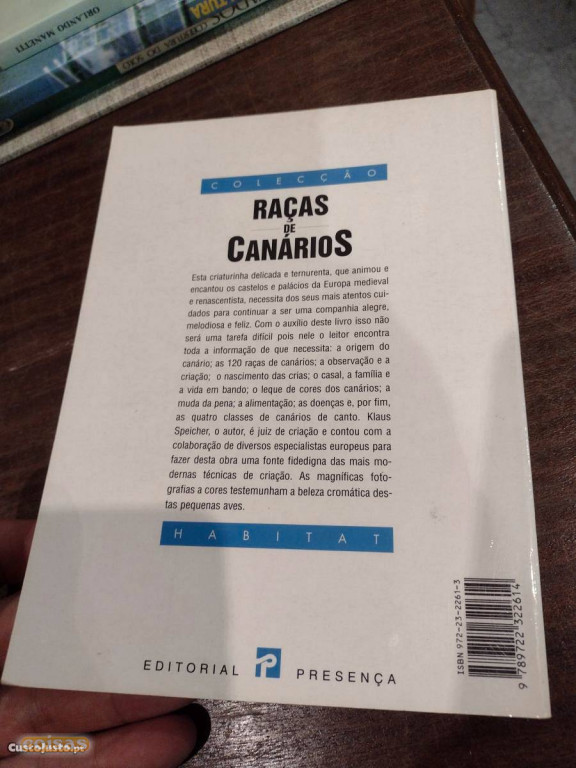 ORLANDO MANETTI
COBERTURA DO SOLO
COLECÇÃO
RAÇAS
DE
CANÁRIOS
Esta criaturinha delicada e ternurenta, que animou e
encantou os castelos e palácios da Europa medieval
e renascentista, necessita dos seus mais atentos cui-
dados para continuar a ser uma companhia alegre,
melodiosa e feliz. Com o auxílio deste livro isso não
será uma tarefa difícil pois nele o leitor encontra
toda a informação de que necessita: a origem do
canário; as 120 raças de canários; a observação e a
criação; o nascimento das crias; o casal, a família e
a vida em bando; o leque de cores dos canários; a
muda da pena; a alimentação; as doenças e, por fim,
as quatro classes de canários de canto. Klaus
Speicher, o autor, é juiz de criação e contou com a
colaboração de diversos especialistas europeus para
fazer desta obra uma fonte fidedigna das mais mo-
dernas técnicas de criação. As magníficas foto-
grafias a cores testemunham a beleza cromática des-
tas pequenas aves.
HABITAT
EDITORIAL PRESENÇA
ISBN 972-23-2261-3
9 789722 322614
coisas
CustoJusto.pt